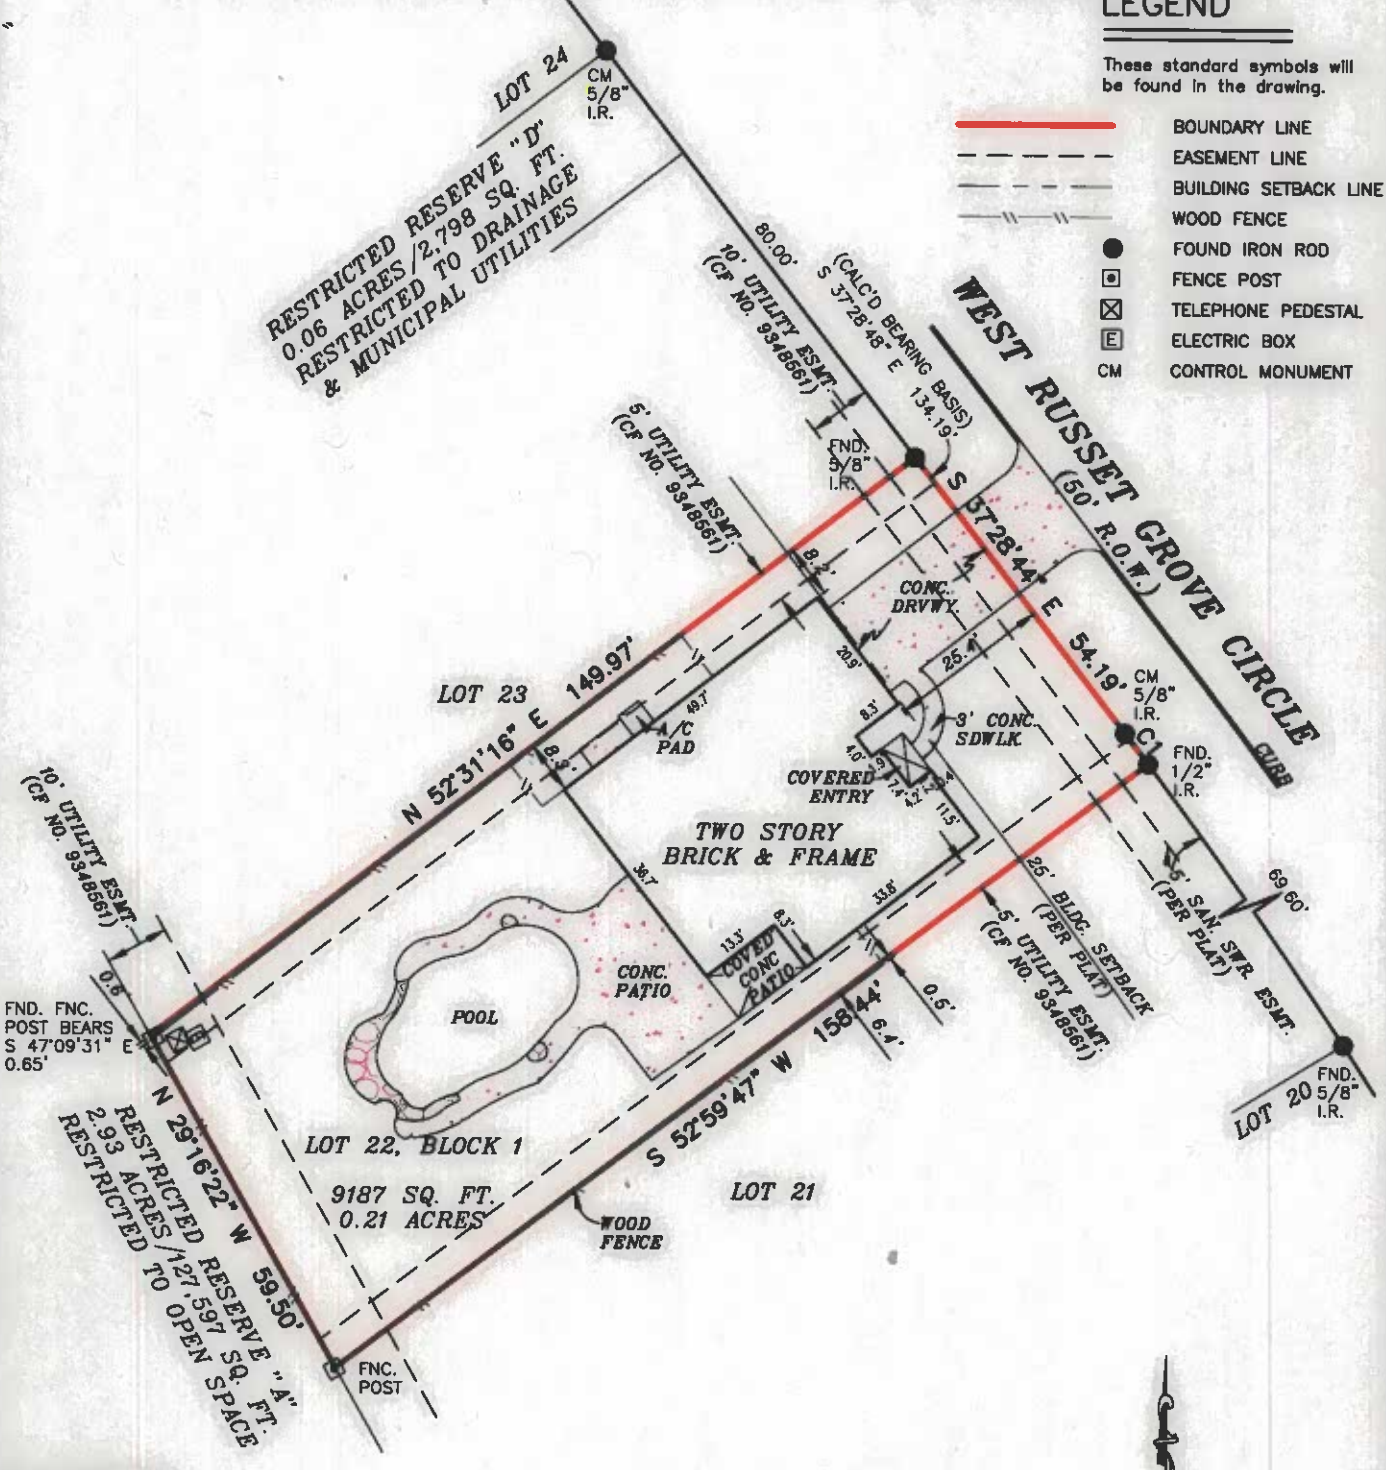 LEGEND
These standard symbols will
be found in the drawing.
BOUNDARY LINE
EASEMENT LINE
BUILDING SETBACK LINE
WOOD FENCE
FOUND IRON ROD
FENCE POST
TELEPHONE PEDESTAL
E ELECTRIC BOX
CM CONTROL MONUMENT
LOT 24
CM
5/8"
I.R.
RESTRICTED RESERVE "D"
0.06 ACRES/2,798 SQ. FT.
RESTRICTED TO DRAINAGE
& MUNICIPAL UTILITIES
80.00'
10' UTILITY ESMT.
(CF NO. 9348561)
(CALC'D BEARING BASIS)
S 37°28'48" E 134.19'
WEST RUSSET GROVE CIRCLE
(50' R.O.W.)
CURB
5' UTILITY ESMT.
(CF NO. 9348561)
FND.
5/8"
I.R.
S 37°28'44" E 54.19'
8.2'
CONC.
DRVWY.
20.9'
25.4'
CM
5/8"
I.R.
C1
FND.
1/2"
I.R.
LOT 23
N 52°31'16" E 149.97'
49.7'
A/C
PAD
8.3'
3' CONC.
SDWLK
4.0'
7.4'
COVERED
ENTRY
11.5'
TWO STORY
BRICK & FRAME
36.7'
33.8'
25' BLDG. SETBACK
(PER PLAT)
SAN. SWR. ESMT.
(PER PLAT)
69.60'
5' UTILITY ESMT.
(CF NO. 9348561)
10' UTILITY ESMT.
(CF NO. 9348561)
0.6'
FND. FNC.
POST BEARS
S 47°09'31" E
0.65'
13.3'
8.3'
COVED
CONC
PATIO
CONC.
PATIO
POOL
0.5'
6.4'
S 52°59'47" W 158.44'
LOT 20
FND.
5/8"
I.R.
LOT 22, BLOCK 1
9187 SQ. FT.
0.21 ACRES
LOT 21
WOOD
FENCE
N 29°16'22" W 59.50'
RESTRICTED RESERVE "A"
2.93 ACRES/127,597 SQ. FT.
RESTRICTED TO OPEN SPACE
FNC.
POST